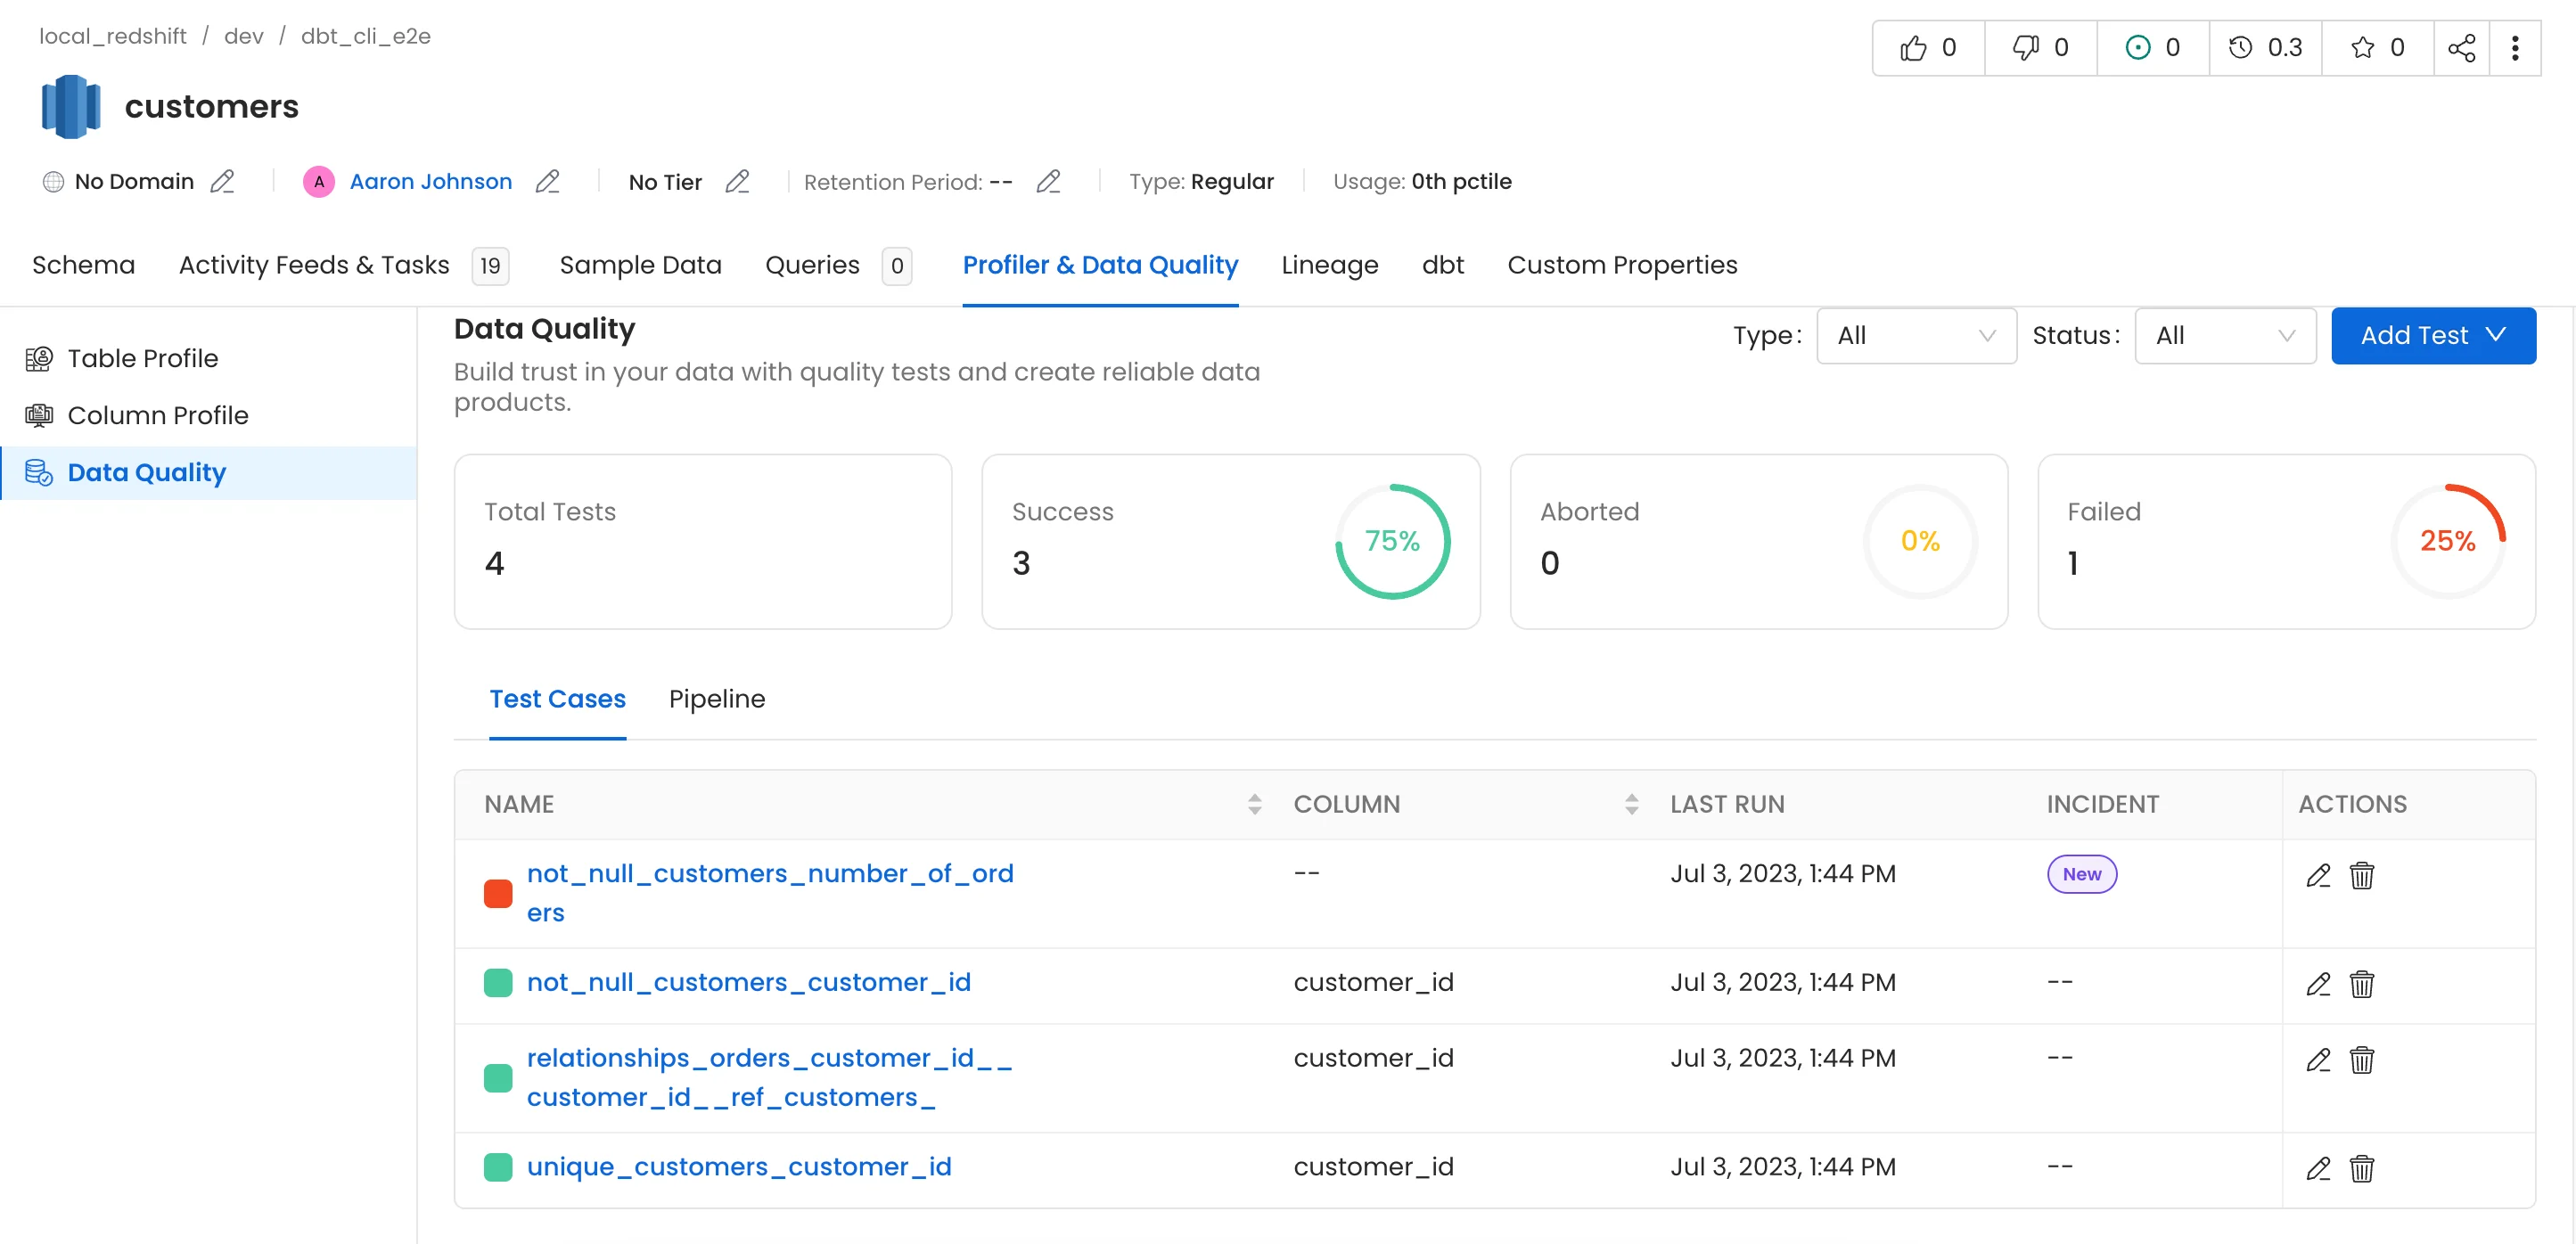 local_redshift / dev / dbt_cli_e2e
0 0 0 0.3 0
customers
No Domain A Aaron Johnson No Tier Retention Period: -- Type: Regular Usage: 0th pctile
Schema Activity Feeds & Tasks 19 Sample Data Queries 0 Profiler & Data Quality Lineage dbt Custom Properties
Table Profile
Column Profile
Data Quality
Data Quality
Build trust in your data with quality tests and create reliable data
products.
Type: All Status: All Add Test
Total Tests
4
Success
3
75%
Aborted
0
0%
Failed
1
25%
Test Cases Pipeline
NAME COLUMN LAST RUN INCIDENT ACTIONS
not_null_customers_number_of_ord -- Jul 3, 2023, 1:44 PM New
ers
not_null_customers_customer_id customer_id Jul 3, 2023, 1:44 PM --
relationships_orders_customer_id__ customer_id Jul 3, 2023, 1:44 PM --
customer_id__ref_customers_
unique_customers_customer_id customer_id Jul 3, 2023, 1:44 PM --